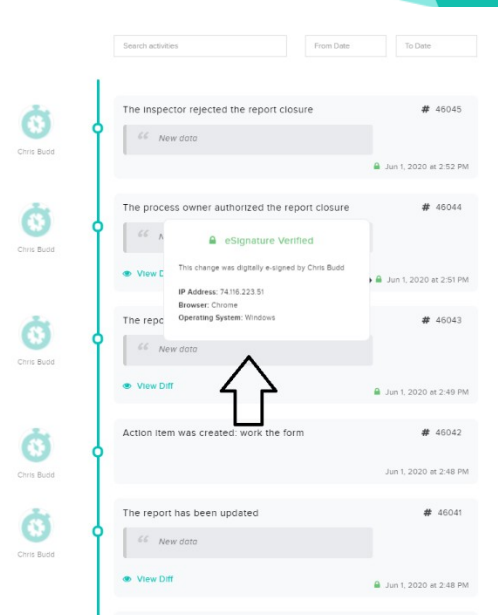 Search activities
From Date
To Date
The inspector rejected the report closure
# 46045
New data
Chris Budd
Jun 1, 2020 at 2:52 PM
The process owner authorized the report closure
# 46044
eSignature Verified
Chris Budd
This change was digitally e-signed by Chris Budd
View
Jun 1, 2020 at 2:51 PM
IP Address: 74.116.223.51
Browser: Chrome
Operating System: Windows
The
# 46043
New data
Chris Budd
View Diff
Jun 1, 2020 at 2:49 PM
Action item was created: work the form
# 46042
Chris Budd
Jun 1, 2020 at 2:48 PM
The report has been updated
# 46041
New data
Chris Budd
View Diff
Jun 1, 2020 at 2:48 PM